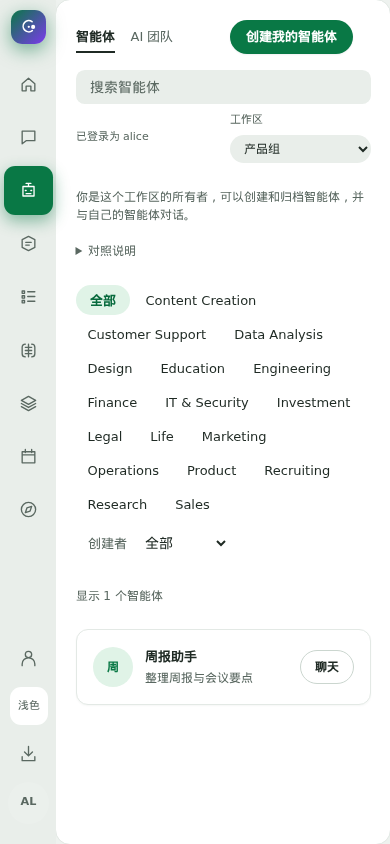 智能体 AI 团队 创建我的智能体
搜索智能体
工作区
已登录为 alice
产品组
你是这个工作区的所有者，可以创建和归档智能体，并
与自己的智能体对话。
对照说明
全部 Content Creation
Customer Support Data Analysis
Design Education Engineering
Finance IT & Security Investment
Legal Life Marketing
Operations Product Recruiting
Research Sales
创建者 全部
显示 1 个智能体
周 周报助手
整理周报与会议要点
聊天
浅色
AL